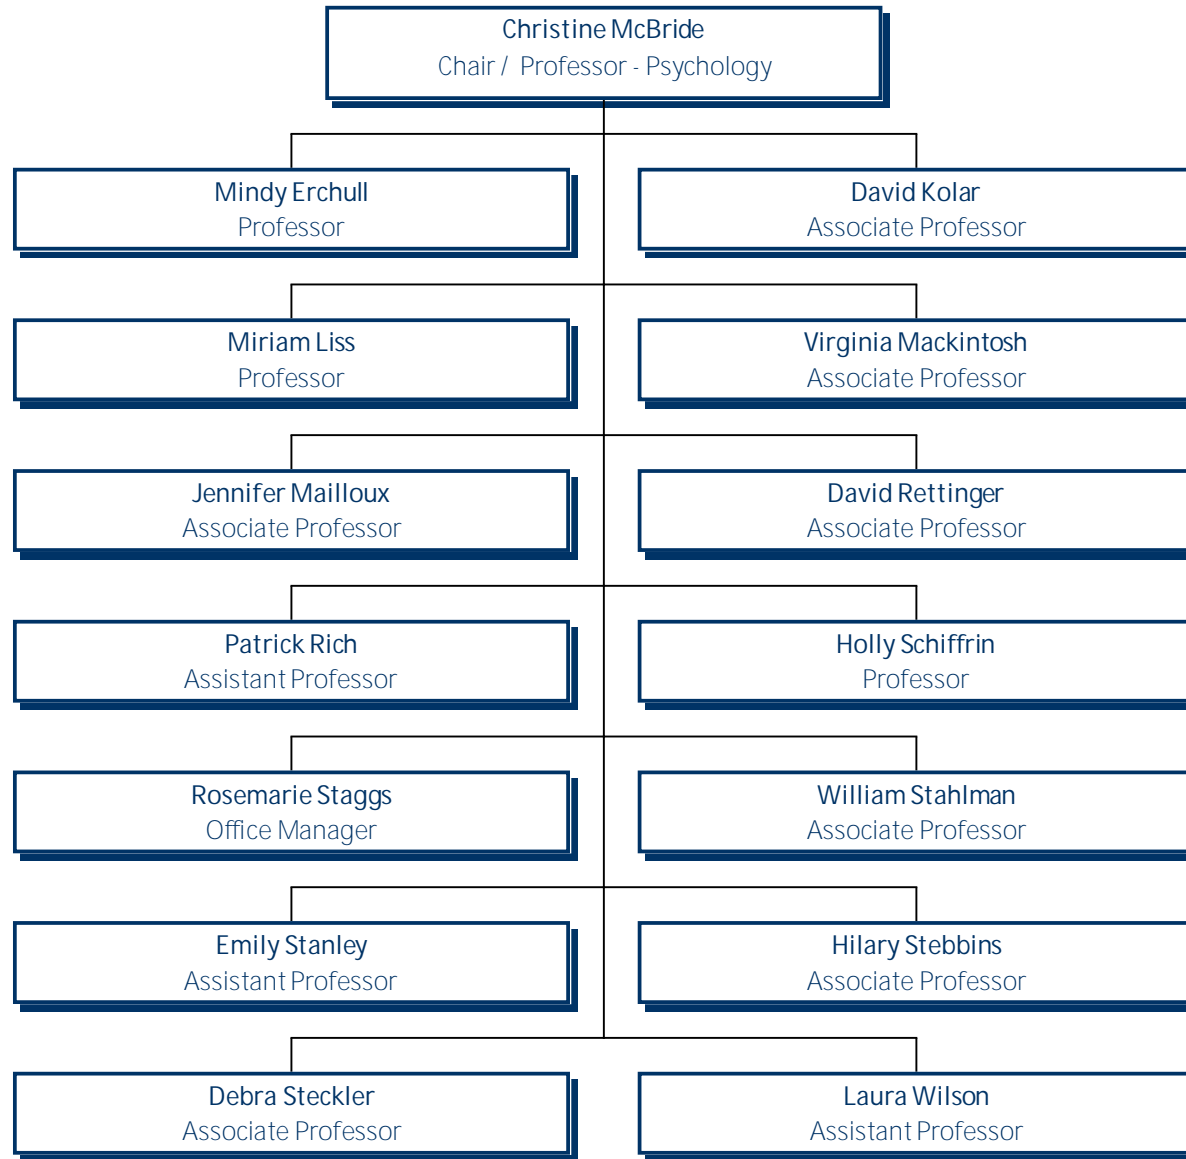 Christine McBride
Chair / Professor - Psychology
Mindy Erchull
Professor
David Kolar
Associate Professor
Miriam Liss
Professor
Virginia Mackintosh
Associate Professor
Jennifer Mailloux
Associate Professor
David Rettinger
Associate Professor
Patrick Rich
Assistant Professor
Holly Schiffrin
Professor
Rosemarie Staggs
Office Manager
William Stahlman
Associate Professor
Emily Stanley
Assistant Professor
Hilary Stebbins
Associate Professor
Debra Steckler
Associate Professor
Laura Wilson
Assistant Professor